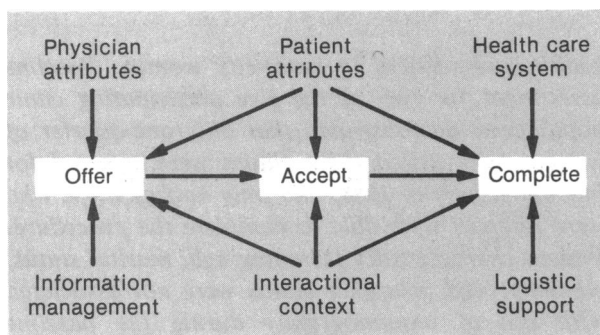 Physician Patient Health care
attributes attributes system
Offer Accept Complete
Information Interactional Logistic
management context support